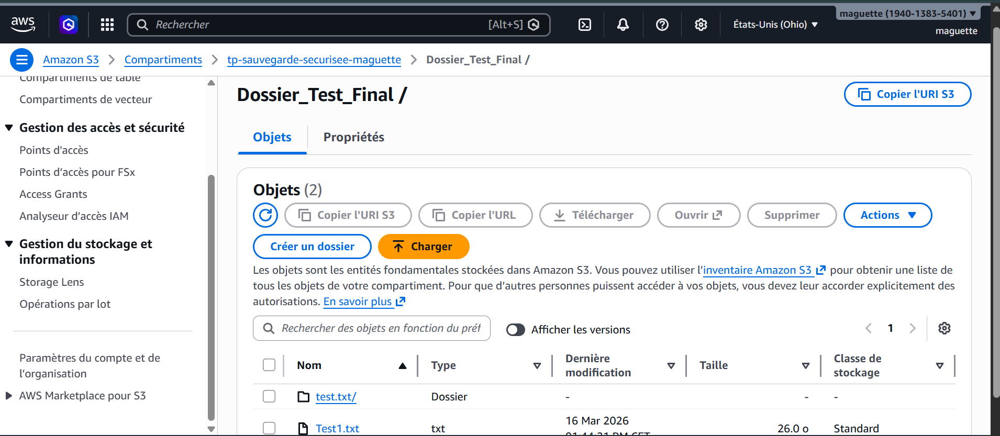 aws
Rechercher
[Alt+S]
États-Unis (Ohio)
maguette (1940-1383-5401)
maguette
Amazon S3
Compartiments
tp-sauvegarde-securisee-maguette
Dossier_Test_Final /
Compartiments de table
Compartiments de vecteur
Gestion des accès et sécurité
Points d'accès
Points d’accès pour FSx
Access Grants
Analyseur d’accès IAM
Gestion du stockage et
informations
Storage Lens
Opérations par lot
Paramètres du compte et de
l’organisation
AWS Marketplace pour S3
Dossier_Test_Final /
Copier l'URI S3
Objets
Propriétés
Objets (2)
Copier l'URI S3
Copier l'URL
Télécharger
Ouvrir
Supprimer
Actions
Créer un dossier
Charger
Les objets sont les entités fondamentales stockées dans Amazon S3. Vous pouvez utiliser l’inventaire Amazon S3 pour obtenir une liste de
tous les objets de votre compartiment. Pour que d’autres personnes puissent accéder à vos objets, vous devez leur accorder explicitement des
autorisations. En savoir plus
Rechercher des objets en fonction du préf
Afficher les versions
1
Nom
Type
Dernière
modification
Taille
Classe de
stockage
test.txt/
Dossier
-
-
-
Test1.txt
txt
16 Mar 2026
01:44:21 PM CET
26.0 o
Standard